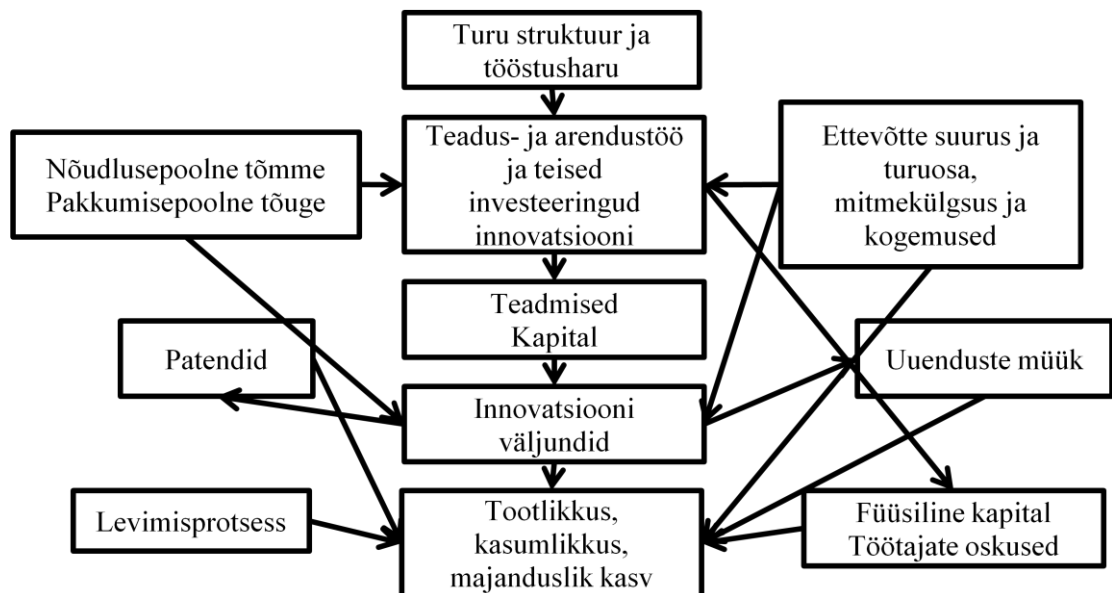 Turu struktuur ja
tööstusharu
Nõudlusepoolne tõmme
Pakkumisepoolne tõuge
Teadus- ja arendustöö
ja teised
investeeringud
innovatsiooni
Ettevõtte suurus ja
turuosa,
mitmekülgsus ja
kogemused
Teadmised
Kapital
Patendid
Uuenduste müük
Innovatsiooni
väljundid
Levimisprotsess
Tootlikkus,
kasumlikkus,
majanduslik kasv
Füüsiline kapital
Töötajate oskused